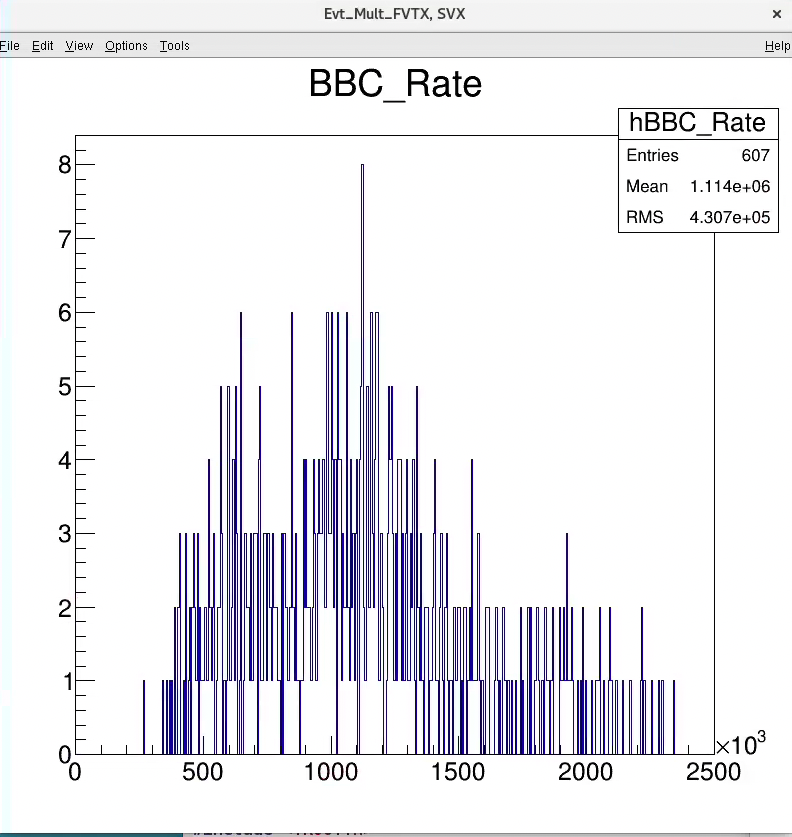 Evt_Mult_FVTX, SVX ×
File Edit View Options Tools Help
BBC_Rate
hBBC_Rate
Entries 607
Mean 1.114e+06
RMS 4.307e+05
8
7
6
5
4
3
2
1
0
0 500 1000 1500 2000 2500
×10³